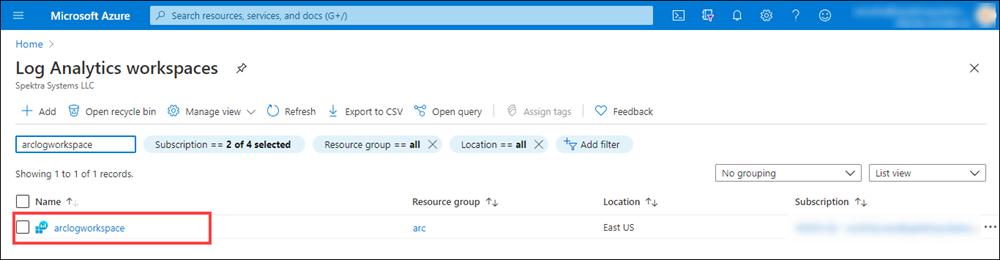 Microsoft Azure Search resources, services, and docs (G+/)
Home
Log Analytics workspaces
Spektra Systems LLC
Add Open recycle bin Manage view Refresh Export to CSV Open query Assign tags Feedback
arclogworkspace Subscription == 2 of 4 selected Resource group == all Location == all Add filter
Showing 1 to 1 of 1 records. No grouping List view
Name Resource group Location Subscription
arclogworkspace arc East US